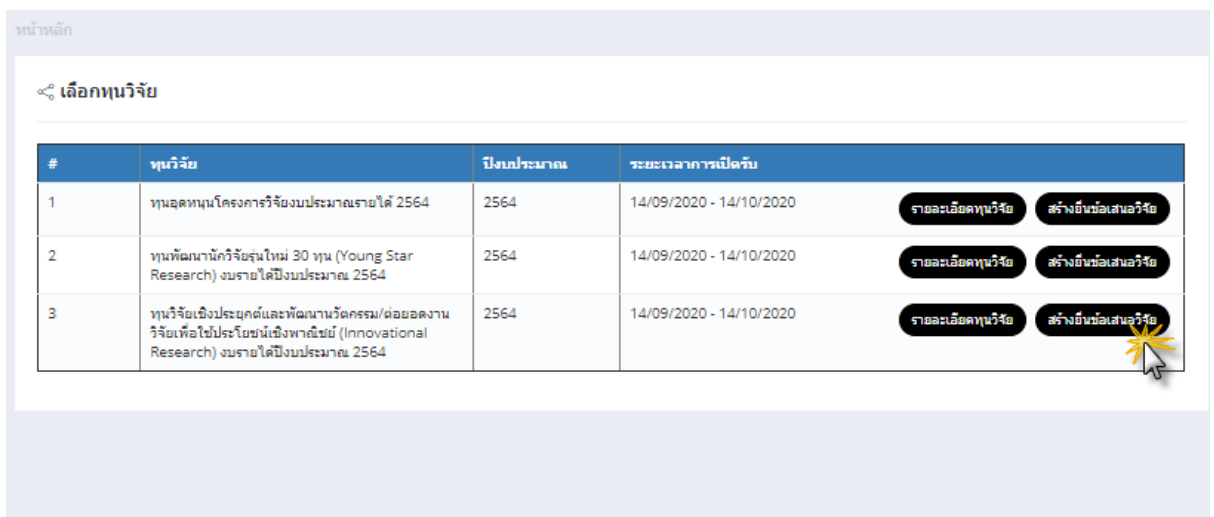 หน้าหลัก
เลือกทุนวิจัย
# ทุนวิจัย ปีงบประมาณ ระยะเวลาการเปิดรับ
1 ทุนอุดหนุนโครงการวิจัยงบประมาณรายได้ 2564 2564 14/09/2020 - 14/10/2020 รายละเอียดทุนวิจัย สร้างยื่นข้อเสนอวิจัย
2 ทุนพัฒนานักวิจัยรุ่นใหม่ 30 ทุน (Young Star 2564 14/09/2020 - 14/10/2020 รายละเอียดทุนวิจัย สร้างยื่นข้อเสนอวิจัย
Research) งบรายได้ปีงบประมาณ 2564
3 ทุนวิจัยเชิงประยุกต์และพัฒนานวัตกรรม/ต่อยอดงาน 2564 14/09/2020 - 14/10/2020 รายละเอียดทุนวิจัย สร้างยื่นข้อเสนอวิจัย
วิจัยเพื่อใช้ประโยชน์เชิงพาณิชย์ (Innovational
Research) งบรายได้ปีงบประมาณ 2564